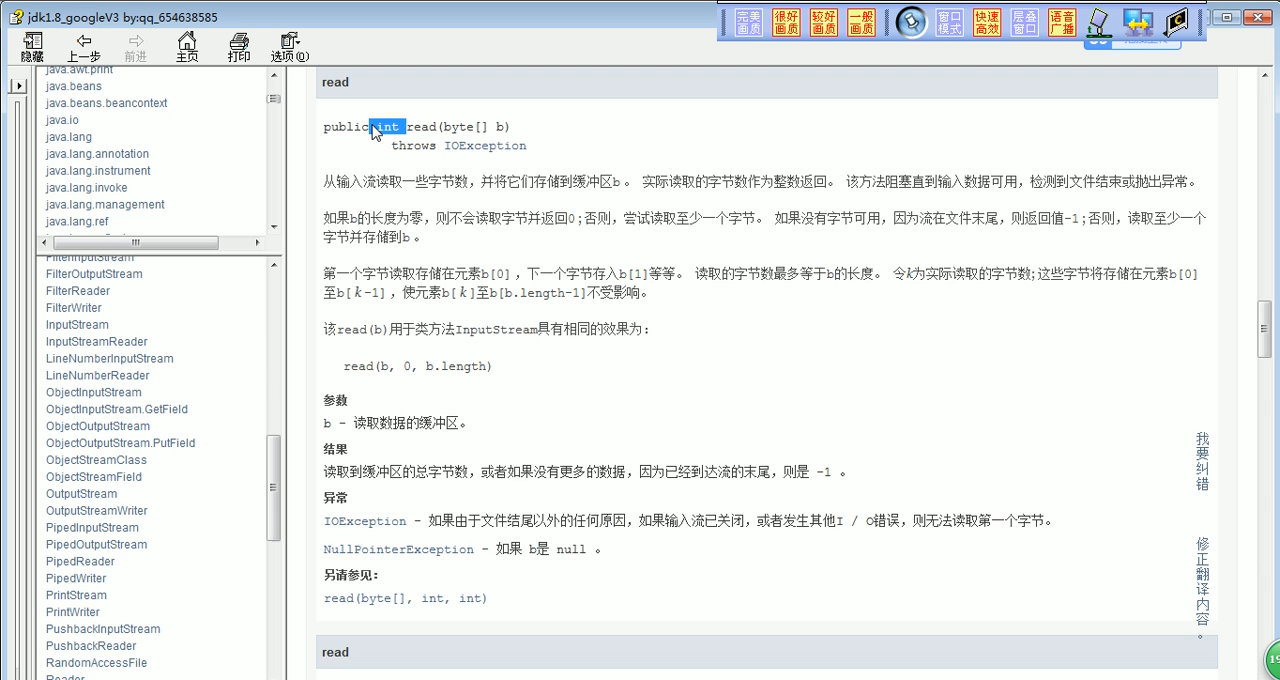 jdk1.8_googleV3 by:qq_654638585
完美画质
很好画质
较好画质
一般画质
窗口模式
快速高效
层叠窗口
语音广播
隐藏
上一步
前进
主页
打印
选项(O)
java.awt.print
java.beans
java.beans.beancontext
java.io
java.lang
java.lang.annotation
java.lang.instrument
java.lang.invoke
java.lang.management
java.lang.ref
FilterInputStream
FilterOutputStream
FilterReader
FilterWriter
InputStream
InputStreamReader
LineNumberInputStream
LineNumberReader
ObjectInputStream
ObjectInputStream.GetField
ObjectOutputStream
ObjectOutputStream.PutField
ObjectStreamClass
ObjectStreamField
OutputStream
OutputStreamWriter
PipedInputStream
PipedOutputStream
PipedReader
PipedWriter
PrintStream
PrintWriter
PushbackInputStream
PushbackReader
RandomAccessFile
Reader
read
public int read(byte[] b)
throws IOException
从输入流读取一些字节数，并将它们存储到缓冲区b 。 实际读取的字节数作为整数返回。 该方法阻塞直到输入数据可用，检测到文件结束或抛出异常。
如果b的长度为零，则不会读取字节并返回0;否则，尝试读取至少一个字节。 如果没有字节可用，因为流在文件末尾，则返回值-1;否则，读取至少一个
字节并存储到b 。
第一个字节读取存储在元素b[0] ，下一个字节存入b[1]等等。 读取的字节数最多等于b的长度。 令k为实际读取的字节数;这些字节将存储在元素b[0]
至b[ k -1] ，使元素b[ k ]至b[b.length-1]不受影响。
该read(b)用于类方法InputStream具有相同的效果为：
read(b, 0, b.length)
参数
b - 读取数据的缓冲区。
结果
读取到缓冲区的总字节数，或者如果没有更多的数据，因为已经到达流的末尾，则是 -1 。
异常
IOException - 如果由于文件结尾以外的任何原因，如果输入流已关闭，或者发生其他I / O错误，则无法读取第一个字节。
NullPointerException - 如果 b是 null 。
另请参见：
read(byte[], int, int)
read
我要纠错
修正翻译内容。